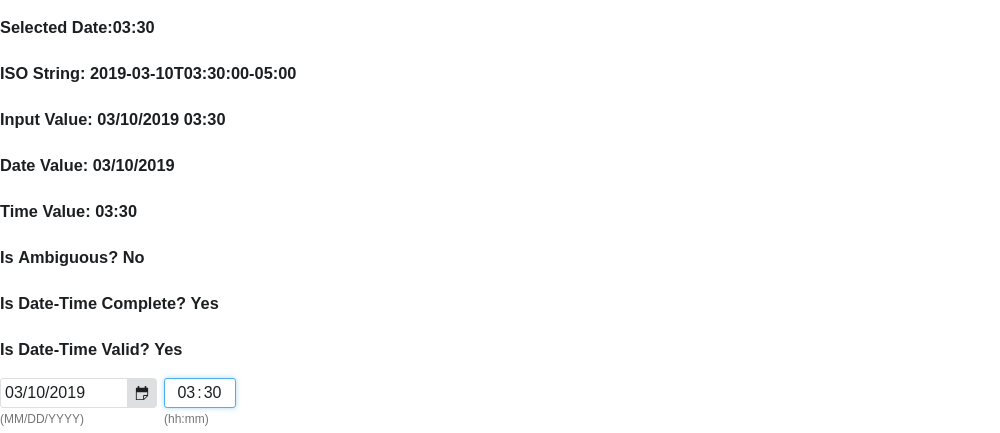 Selected Date:03:30
ISO String: 2019-03-10T03:30:00-05:00
Input Value: 03/10/2019 03:30
Date Value: 03/10/2019
Time Value: 03:30
Is Ambiguous? No
Is Date-Time Complete? Yes
Is Date-Time Valid? Yes
03/10/2019 03:30
(MM/DD/YYYY) (hh:mm)